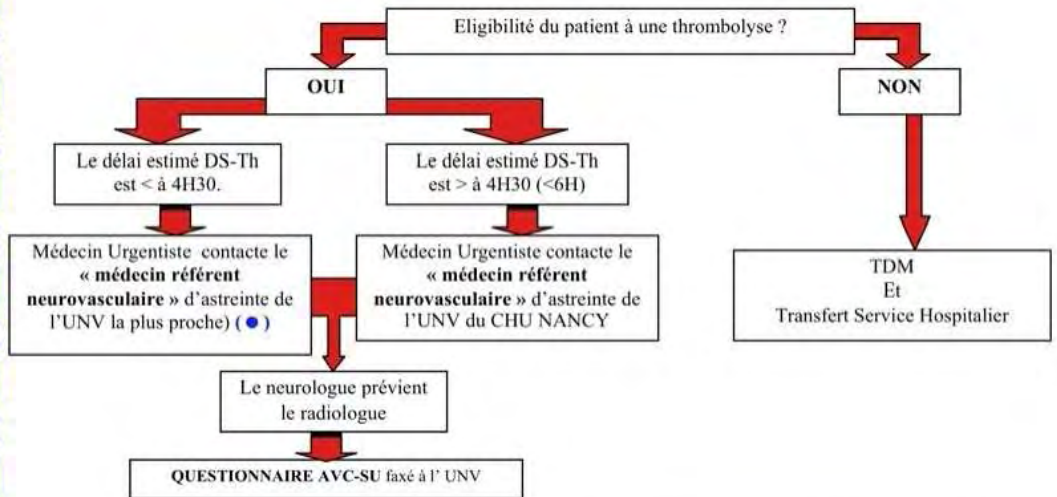 Eligibilité du patient à une thrombolyse ?
OUI
NON
Le délai estimé DS-Th
est < à 4H30.
Le délai estimé DS-Th
est > à 4H30 (<6H)
Médecin Urgentiste contacte le
« médecin référent
neurovasculaire » d'astreinte de
l'UNV la plus proche) ( ● )
Médecin Urgentiste contacte le
« médecin référent
neurovasculaire » d'astreinte de
l'UNV du CHU NANCY
TDM
Et
Transfert Service Hospitalier
Le neurologue prévient
le radiologue
QUESTIONNAIRE AVC-SU faxé à l' UNV